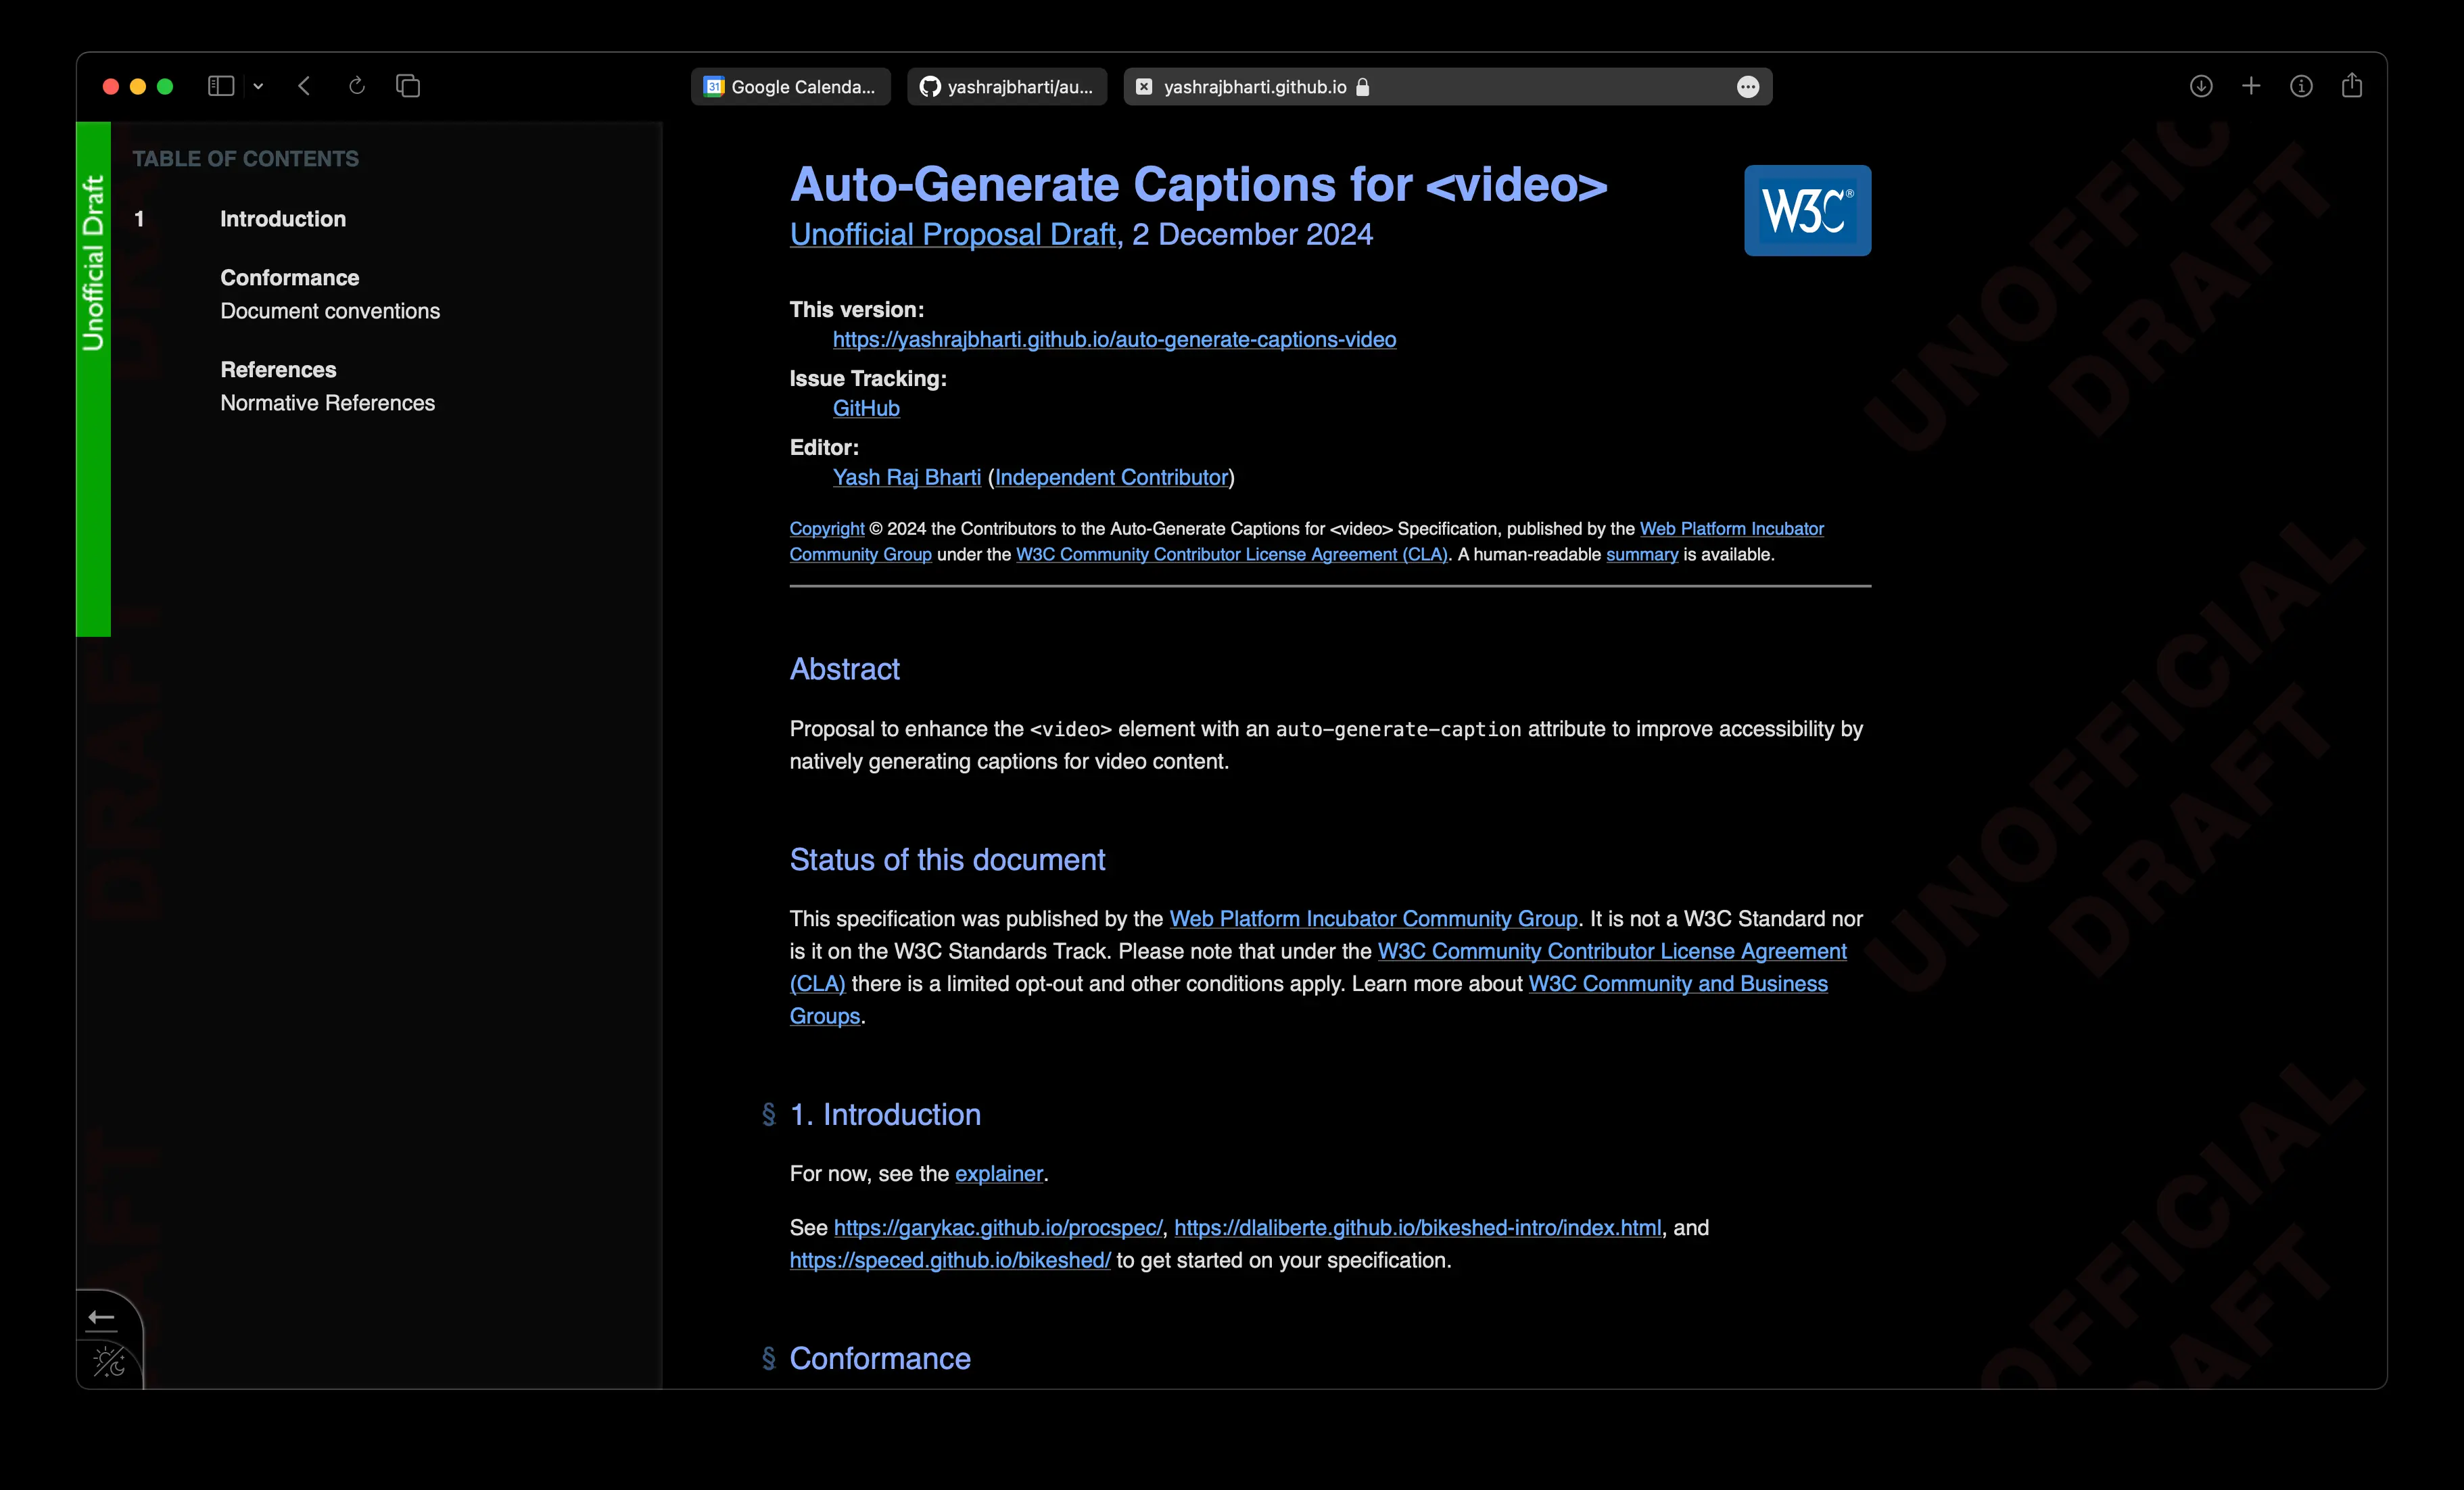 Google Calenda...
yashrajbharti/au...
yashrajbharti.github.io
Unofficial Draft
TABLE OF CONTENTS
1 Introduction
Conformance
Document conventions
References
Normative References
Auto-Generate Captions for <video>
W3C®
Unofficial Proposal Draft, 2 December 2024
This version:
https://yashrajbharti.github.io/auto-generate-captions-video
Issue Tracking:
GitHub
Editor:
Yash Raj Bharti (Independent Contributor)
Copyright © 2024 the Contributors to the Auto-Generate Captions for <video> Specification, published by the Web Platform Incubator
Community Group under the W3C Community Contributor License Agreement (CLA). A human-readable summary is available.
Abstract
Proposal to enhance the <video> element with an auto-generate-caption attribute to improve accessibility by
natively generating captions for video content.
Status of this document
This specification was published by the Web Platform Incubator Community Group. It is not a W3C Standard nor
is it on the W3C Standards Track. Please note that under the W3C Community Contributor License Agreement
(CLA) there is a limited opt-out and other conditions apply. Learn more about W3C Community and Business
Groups.
§ 1. Introduction
For now, see the explainer.
See https://garykac.github.io/procspec/, https://dlaliberte.github.io/bikeshed-intro/index.html, and
https://speced.github.io/bikeshed/ to get started on your specification.
§ Conformance
UNOFFIC
DRAFT
UNOFFICIAL
DRAFT
OFFICIAL
AFT
DRAFT
AFT